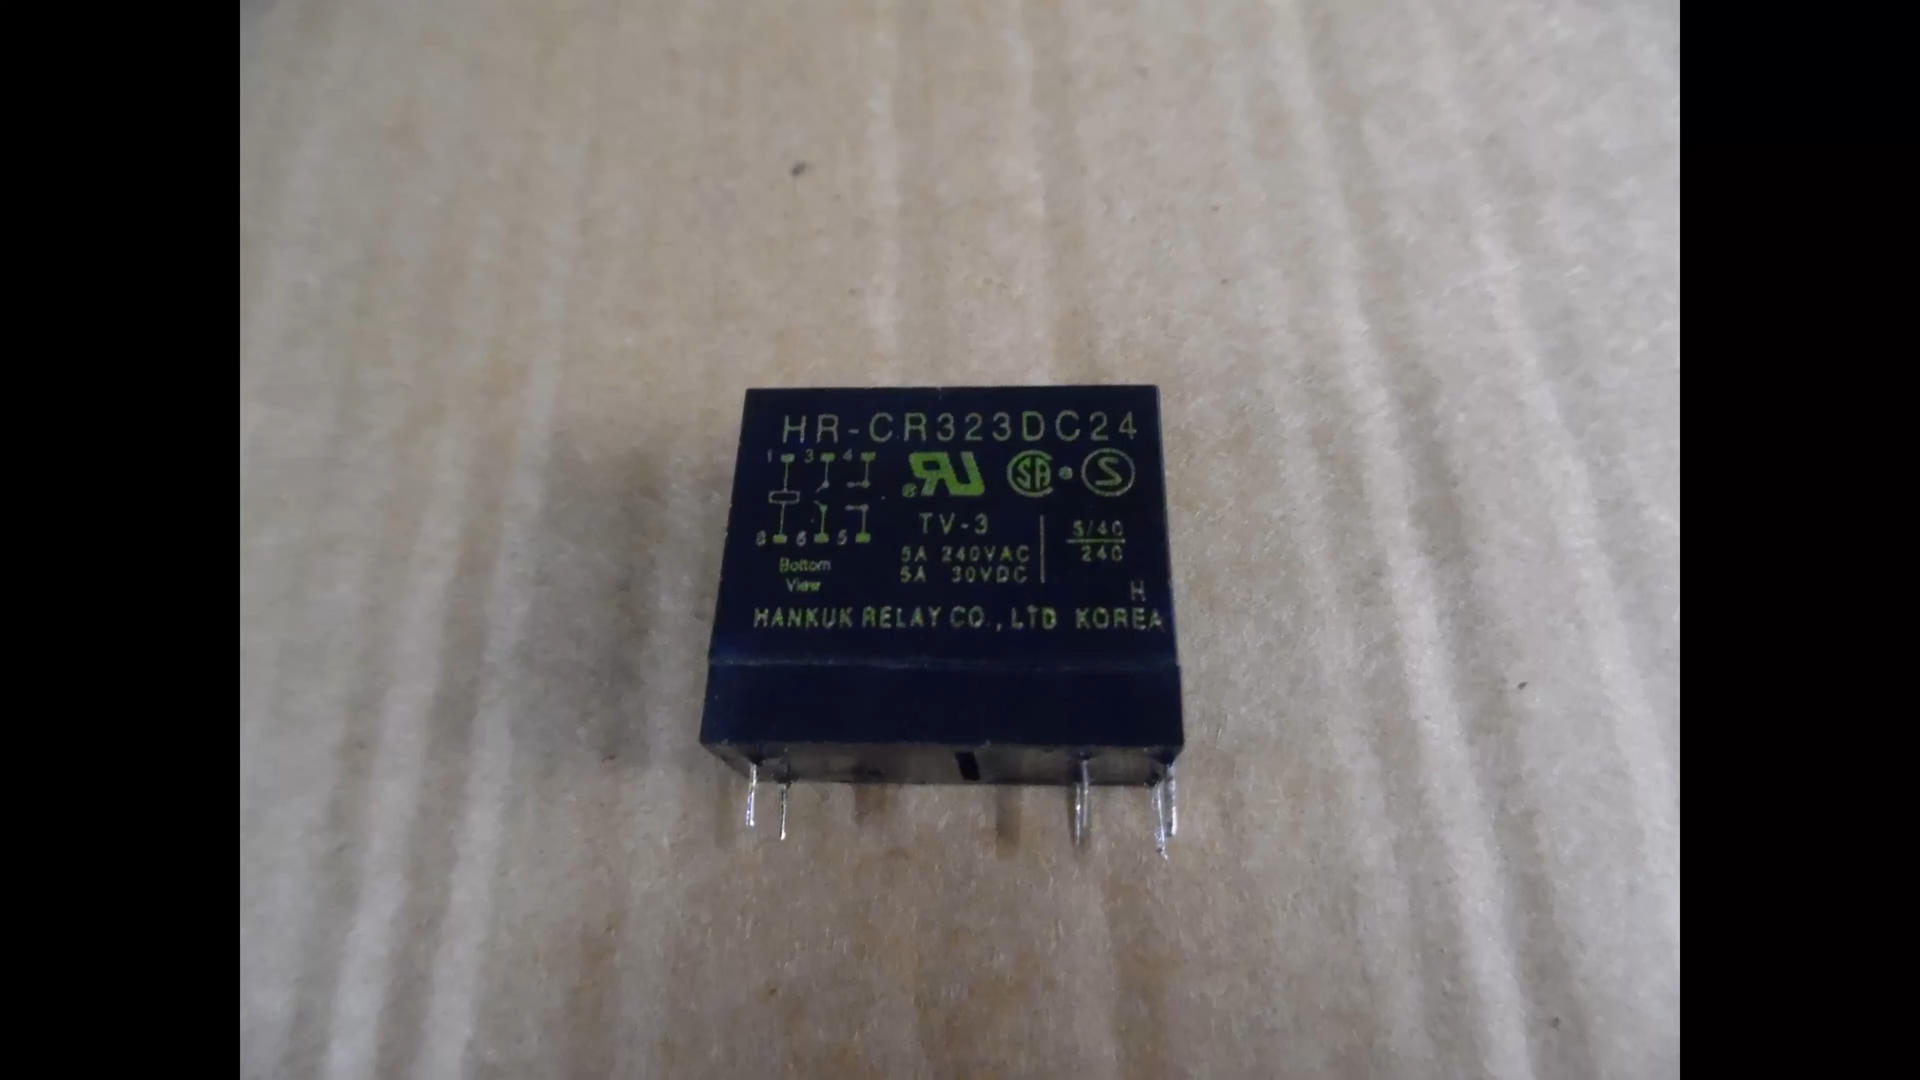 HR-CR323DC24
1 3 4
8 6 5
Bottom
View
TV-3
5A 240VAC
5A 30VDC
5/40
240
H
HANKUK RELAY CO., LTD KOREA